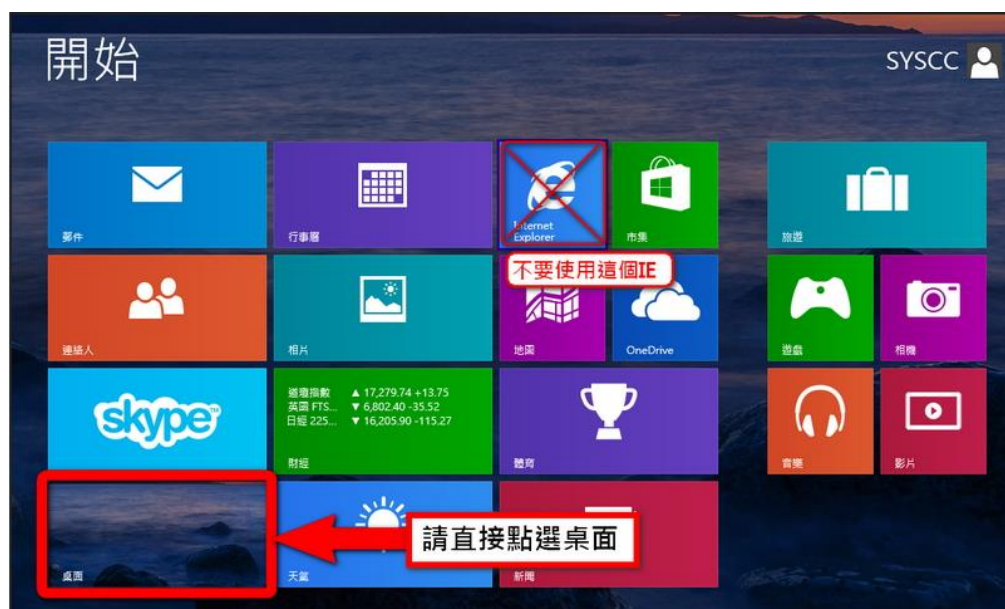 開始
SYSCC
郵件
行事曆
Internet
Explorer
市集
旅遊
不要使用這個IE
連絡人
相片
地圖
OneDrive
遊戲
相機
skype
道瓊指數 ▲ 17,279.74 +13.75
英國 FTS... ▼ 6,802.40 -35.52
日經 225... ▼ 16,205.90 -115.27
財經
體育
音樂
影片
請直接點選桌面
桌面
天氣
新聞